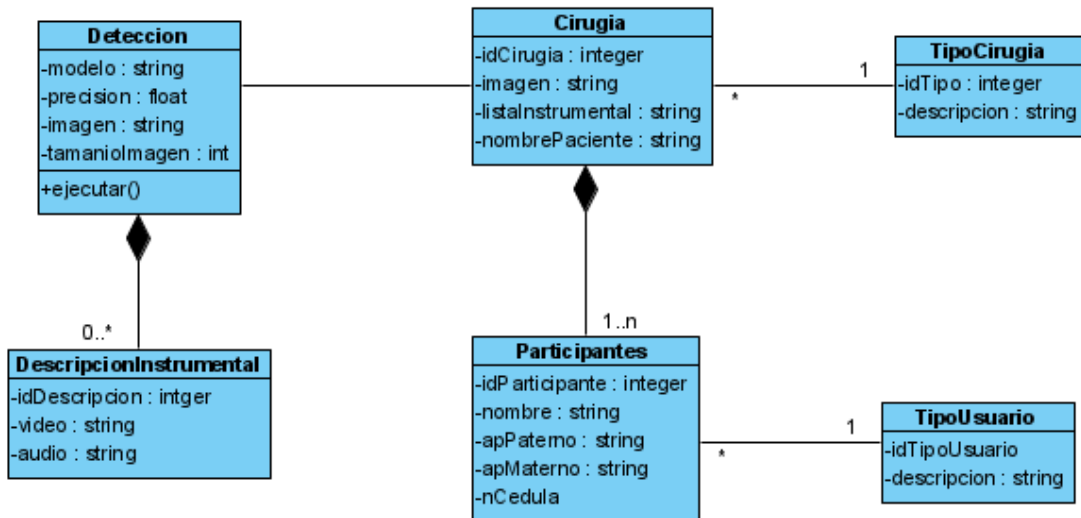 Deteccion
-modelo : string
-precision : float
-imagen : string
-tamanioImagen : int
+ejecutar()
Cirugia
-idCirugia : integer
-imagen : string
-listaInstrumental : string
-nombrePaciente : string
1
*
TipoCirugia
-idTipo : integer
-descripcion : string
0..*
DescripcionInstrumental
-idDescripcion : intger
-video : string
-audio : string
1..n
Participantes
-idParticipante : integer
-nombre : string
-apPaterno : string
-apMaterno : string
-nCedula
1
*
TipoUsuario
-idTipoUsuario
-descripcion : string